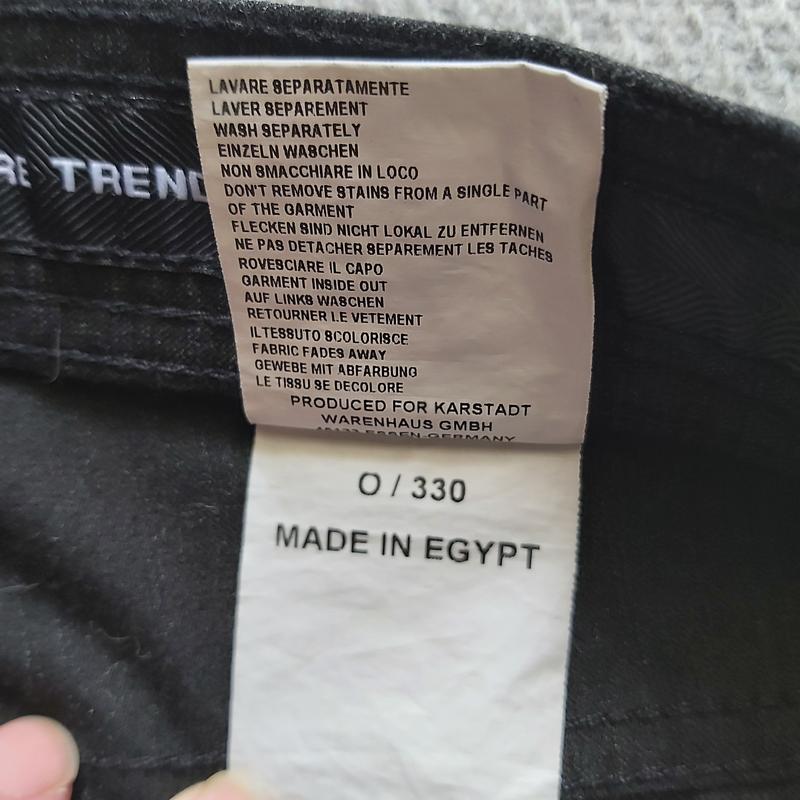 TREND
LAVARE SEPARATAMENTE
LAVER SEPAREMENT
WASH SEPARATELY
EINZELN WASCHEN
NON SMACCHIARE IN LOCO
DON'T REMOVE STAINS FROM A SINGLE PART
OF THE GARMENT
FLECKEN SIND NICHT LOKAL ZU ENTFERNEN
NE PAS DETACHER SEPAREMENT LES TACHES
ROVESCIARE IL CAPO
GARMENT INSIDE OUT
AUF LINKS WASCHEN
RETOURNER LE VETEMENT
ILTESSUTO SCOLORISCE
FABRIC FADES AWAY
GEWEBE MIT ABFARBUNG
LE TISSU SE DECOLORE
PRODUCED FOR KARSTADT
WARENHAUS GMBH
ESSEN GERMANY
O / 330
MADE IN EGYPT